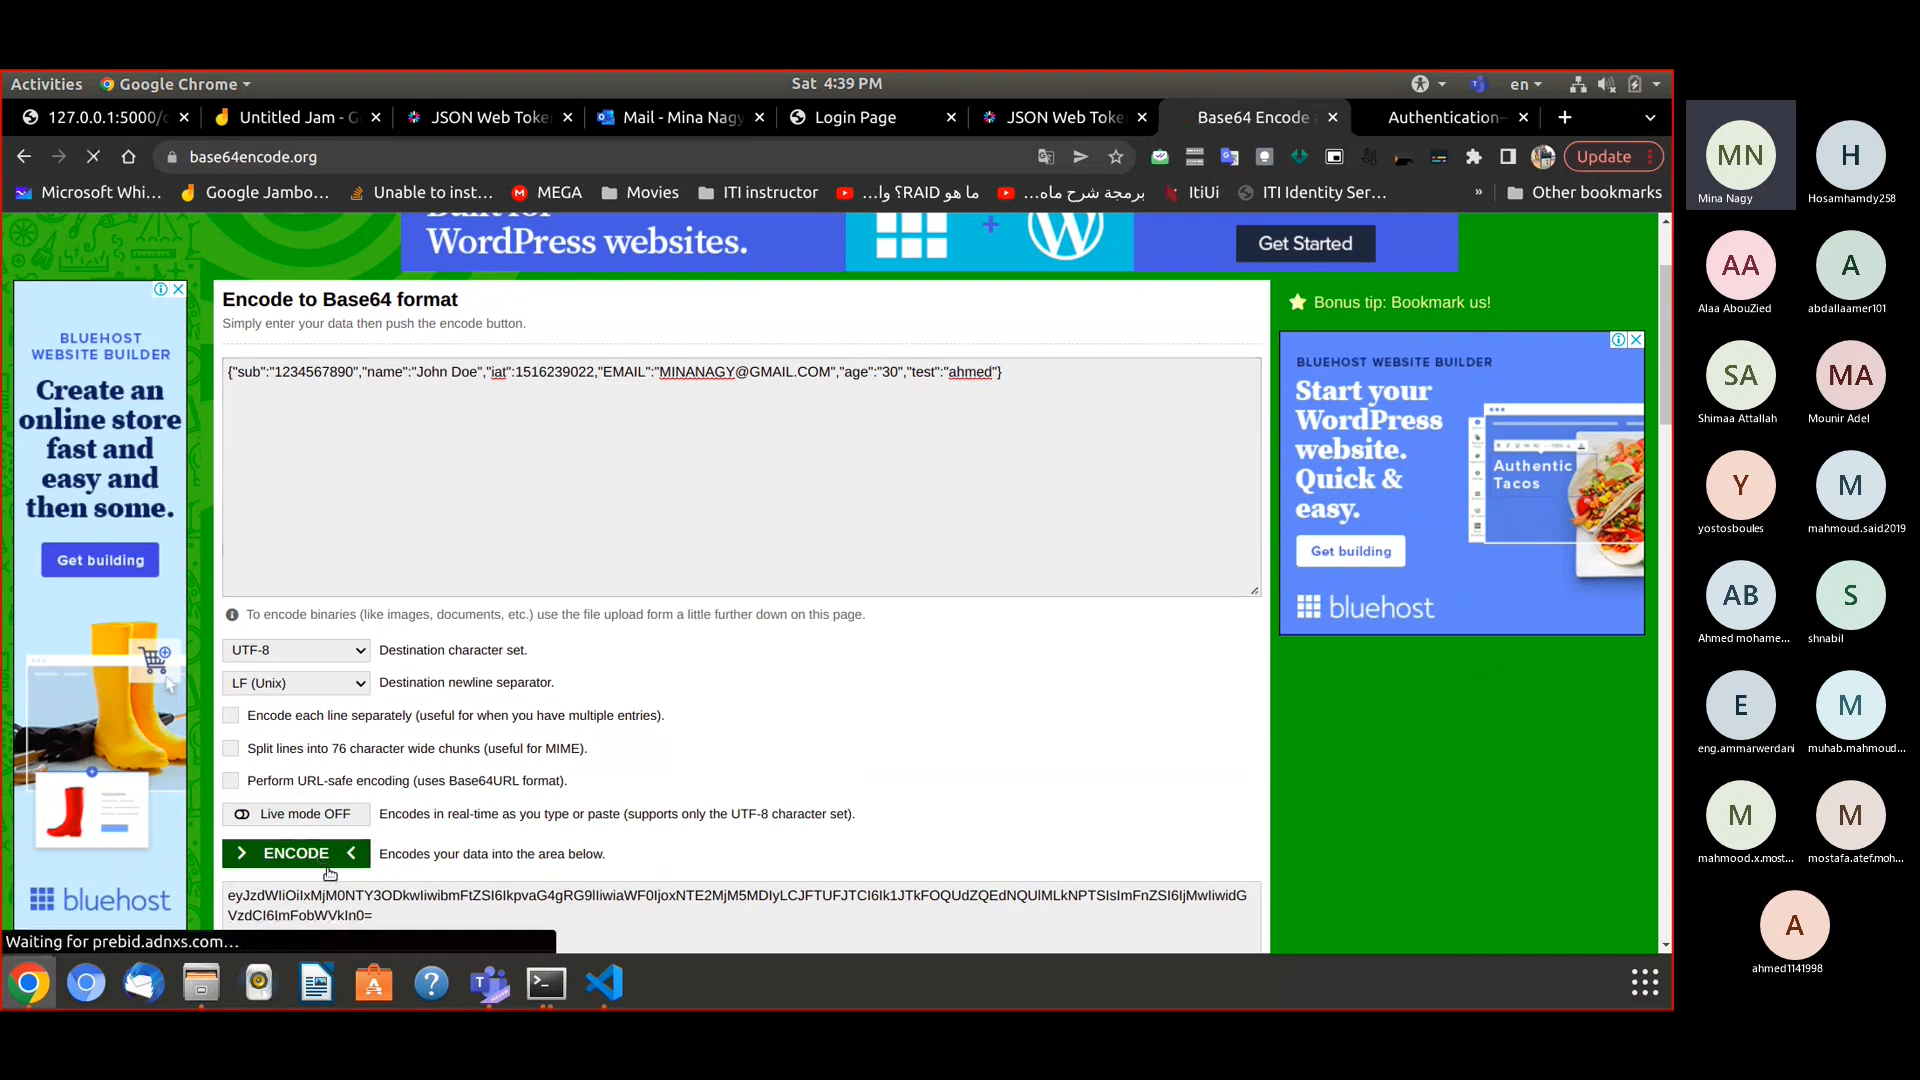 Activities
Google Chrome
Sat 4:39 PM
en
127.0.0.1:5000/
Untitled Jam - G
JSON Web Toke
Mail - Mina Nagy
Login Page
JSON Web Toke
Base64 Encode
Authentication-
base64encode.org
Update
Microsoft Whi...
Google Jambo...
Unable to inst...
MEGA
Movies
ITI instructor
ما هو RAID؟ وا...
برمجة شرح ماه...
ItiUi
ITI Identity Ser...
»
Other bookmarks
Built for
WordPress websites.
Get Started
BLUEHOST
WEBSITE BUILDER
Create an
online store
fast and
easy and
then some.
Get building
bluehost
Encode to Base64 format
Simply enter your data then push the encode button.
{"sub":"1234567890","name":"John Doe","iat":1516239022,"EMAIL":"MINANAGY@GMAIL.COM","age":"30","test":"ahmed"}
To encode binaries (like images, documents, etc.) use the file upload form a little further down on this page.
UTF-8
Destination character set.
LF (Unix)
Destination newline separator.
Encode each line separately (useful for when you have multiple entries).
Split lines into 76 character wide chunks (useful for MIME).
Perform URL-safe encoding (uses Base64URL format).
Live mode OFF
Encodes in real-time as you type or paste (supports only the UTF-8 character set).
> ENCODE <
Encodes your data into the area below.
eyJzdWIiOiIxMjM0NTY3ODkwIiwibmFtZSI6IkpvaG4gRG9lIiwiaWF0IjoxNTE2MjM5MDIyLCJFTUFJTCI6Ik1JTkFOQUdZQEdNQUlMLkNPTSIsImFnZSI6IjMwIiwidG
VzdCI6ImFobWVkIn0=
Bonus tip: Bookmark us!
BLUEHOST WEBSITE BUILDER
Start your
WordPress
website.
Quick &
easy.
Get building
bluehost
Authentic
Tacos
Waiting for prebid.adnxs.com...
MN
Mina Nagy
H
Hosamhamdy258
AA
Alaa AbouZied
A
abdallaamer101
SA
Shimaa Attallah
MA
Mounir Adel
Y
yostosboules
M
mahmoud.said2019
AB
Ahmed mohame...
S
shnabil
E
eng.ammarwerdani
M
muhab.mahmoud...
M
mahmood.x.most...
M
mostafa.atef.moh...
A
ahmed1141998